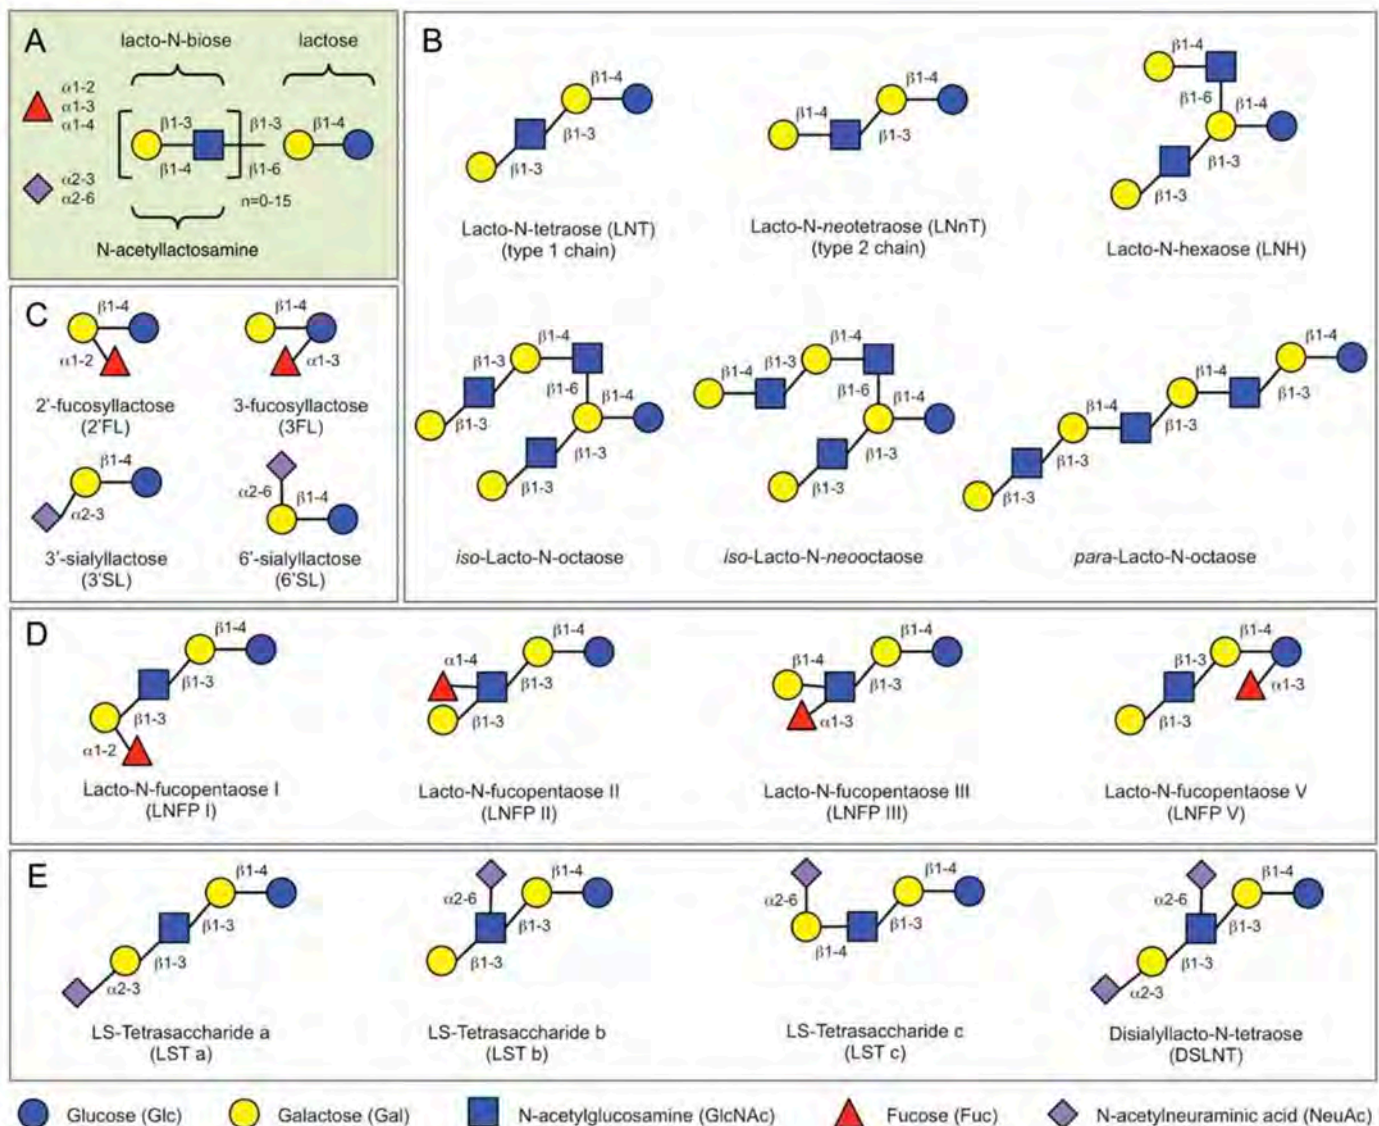 A
lacto-N-biose
lactose
α1-2
α1-3
α1-4
β1-3
β1-3
β1-4
β1-4
β1-6
α2-3
α2-6
n=0-15
N-acetyllactosamine
B
β1-4
β1-3
β1-3
Lacto-N-tetraose (LNT)
(type 1 chain)
β1-4
β1-4
β1-3
Lacto-N-neotetraose (LNnT)
(type 2 chain)
β1-4
β1-6
β1-4
β1-3
β1-3
Lacto-N-hexaose (LNH)
β1-4
β1-3
β1-6
β1-4
β1-3
β1-3
β1-3
iso-Lacto-N-octaose
β1-4
β1-3
β1-4
β1-6
β1-4
β1-3
β1-3
iso-Lacto-N-neooctaose
β1-4
β1-4
β1-3
β1-4
β1-3
β1-3
β1-3
para-Lacto-N-octaose
C
β1-4
α1-2
2'-fucosyllactose
(2'FL)
β1-4
α1-3
3-fucosyllactose
(3FL)
β1-4
α2-3
3'-sialyllactose
(3'SL)
α2-6
β1-4
6'-sialyllactose
(6'SL)
D
β1-4
β1-3
β1-3
α1-2
Lacto-N-fucopentaose I
(LNFP I)
β1-4
α1-4
β1-3
β1-3
Lacto-N-fucopentaose II
(LNFP II)
β1-4
β1-4
β1-3
α1-3
Lacto-N-fucopentaose III
(LNFP III)
β1-4
β1-3
α1-3
β1-3
Lacto-N-fucopentaose V
(LNFP V)
E
β1-4
β1-3
β1-3
α2-3
LS-Tetrasaccharide a
(LST a)
β1-4
α2-6
β1-3
β1-3
LS-Tetrasaccharide b
(LST b)
β1-4
α2-6
β1-3
β1-4
LS-Tetrasaccharide c
(LST c)
β1-4
α2-6
β1-3
β1-3
α2-3
Disialyllacto-N-tetraose
(DSLNT)
Glucose (Glc)
Galactose (Gal)
N-acetylglucosamine (GlcNAc)
Fucose (Fuc)
N-acetylneuraminic acid (NeuAc)